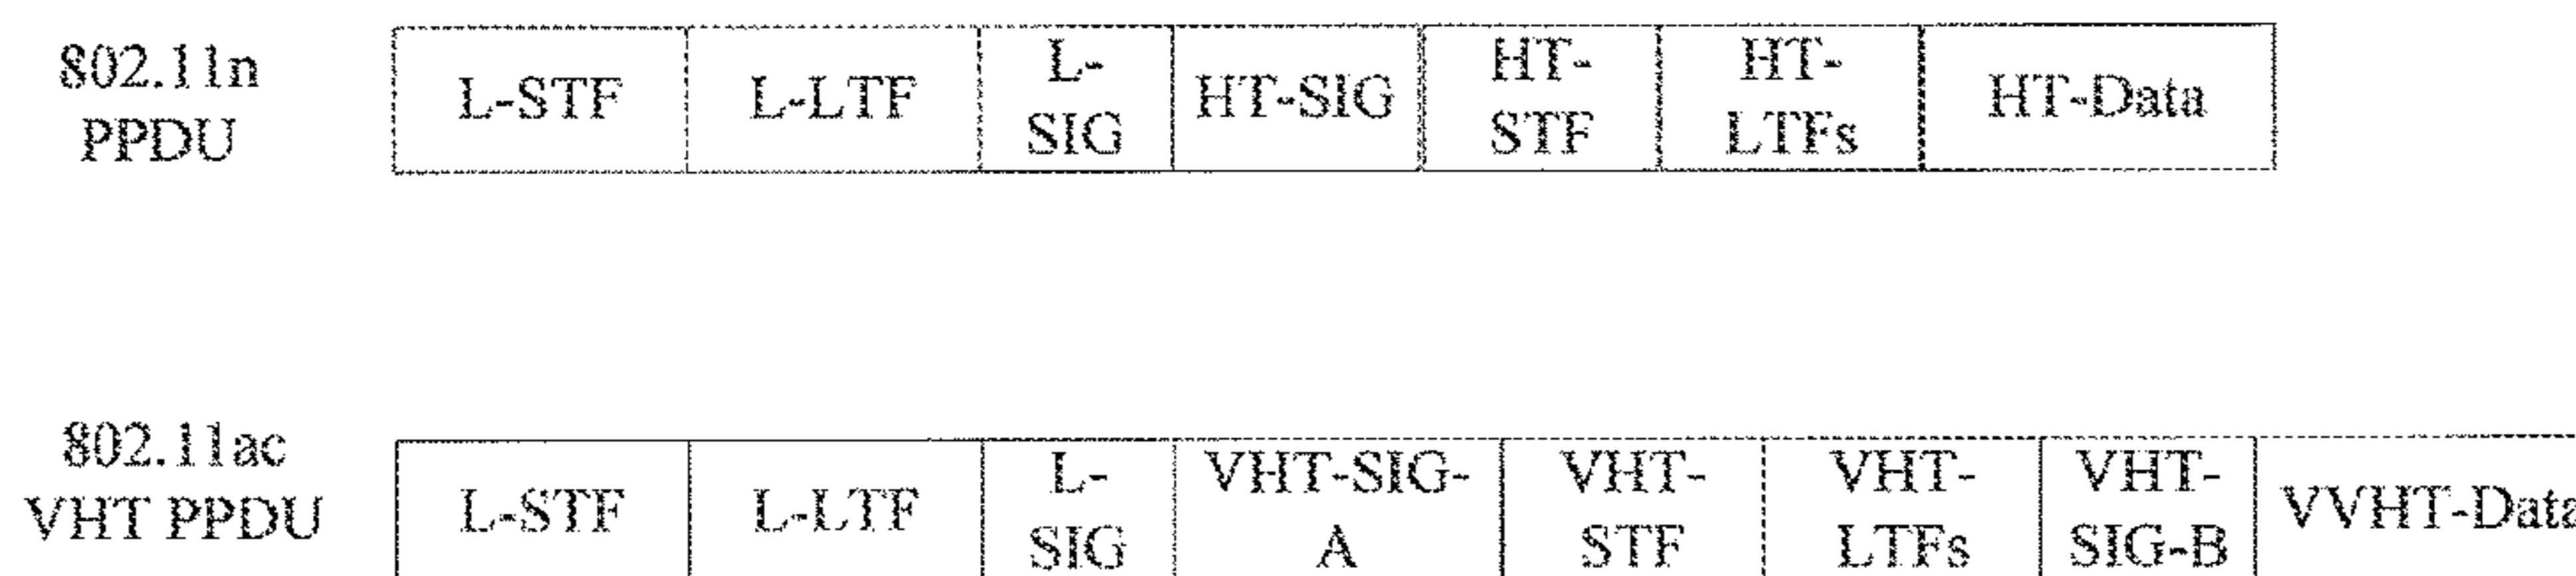 802.11n
PPDU
L-STF
L-LTF
L-
SIG
HT-SIG
HT-
STF
HT-
LTFs
HT-Data
802.11ac
VHT PPDU
L-STF
L-LTF
L-
SIG
VHT-SIG-
A
VHT-
STF
VHT-
LTFs
VHT-
SIG-B
VVHT-Data